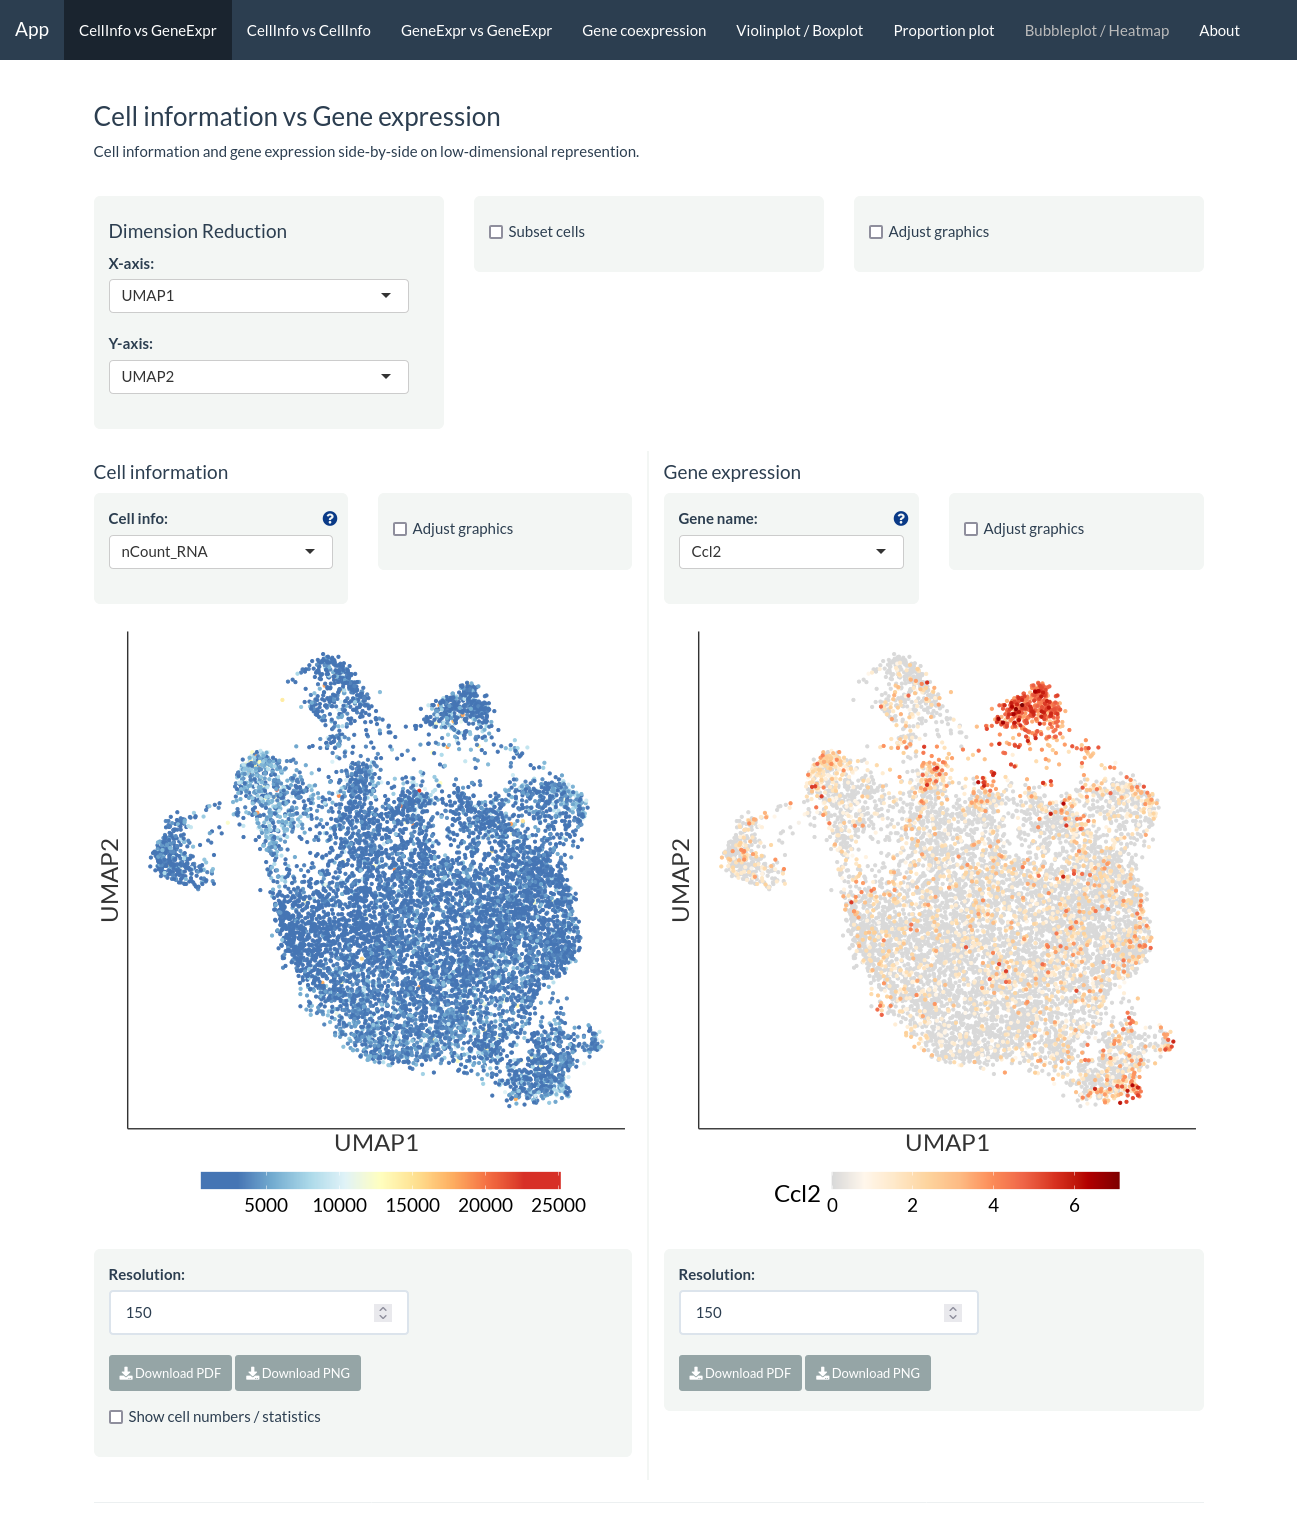 App CellInfo vs GeneExpr CellInfo vs CellInfo GeneExpr vs GeneExpr Gene coexpression Violinplot / Boxplot Proportion plot Bubbleplot / Heatmap About
Cell information vs Gene expression
Cell information and gene expression side-by-side on low-dimensional represention.
Dimension Reduction
X-axis:
UMAP1
Y-axis:
UMAP2
Subset cells
Adjust graphics
Cell information
Cell info:
nCount_RNA
Adjust graphics
UMAP2
UMAP1
5000 10000 15000 20000 25000
Resolution:
150
Download PDF Download PNG
Show cell numbers / statistics
Gene expression
Gene name:
Ccl2
Adjust graphics
UMAP2
UMAP1
Ccl2 0 2 4 6
Resolution:
150
Download PDF Download PNG